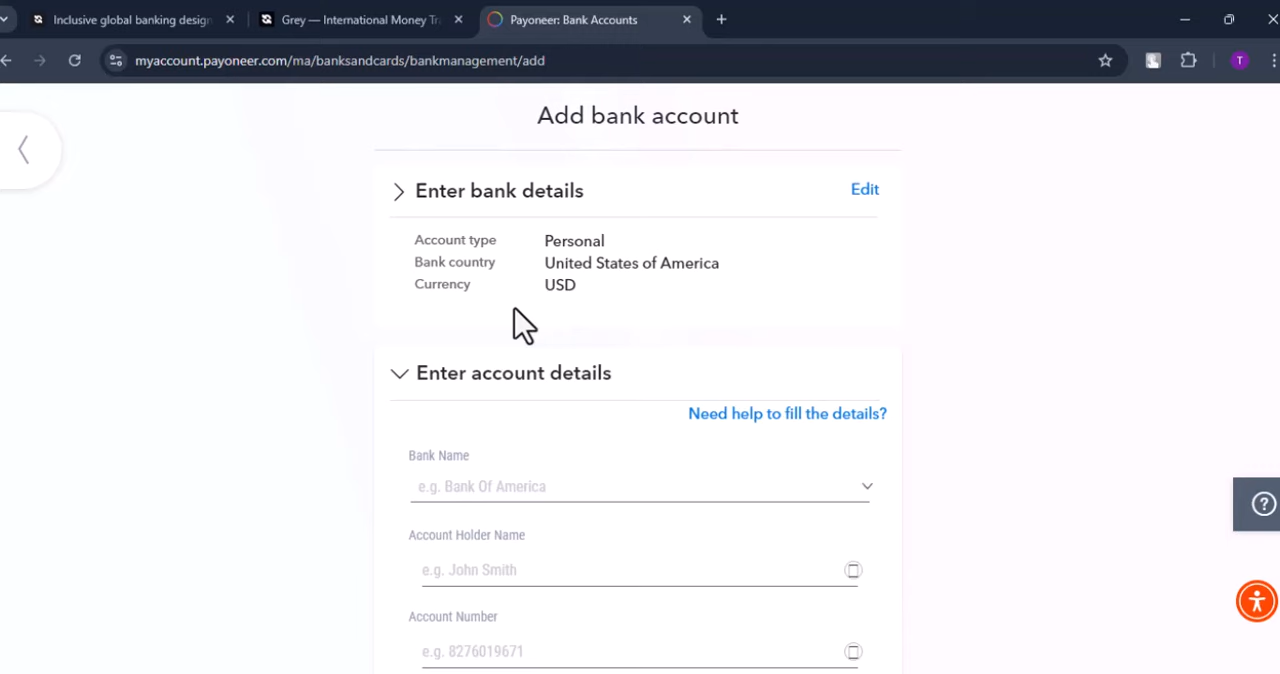 Inclusive global banking design
Grey — International Money Tra
Payoneer: Bank Accounts
myaccount.payoneer.com/ma/banksandcards/bankmanagement/add
T
Add bank account
Enter bank details
Edit
Account type Personal
Bank country United States of America
Currency USD
Enter account details
Need help to fill the details?
Bank Name
e.g. Bank Of America
Account Holder Name
e.g. John Smith
Account Number
e.g. 8276019671